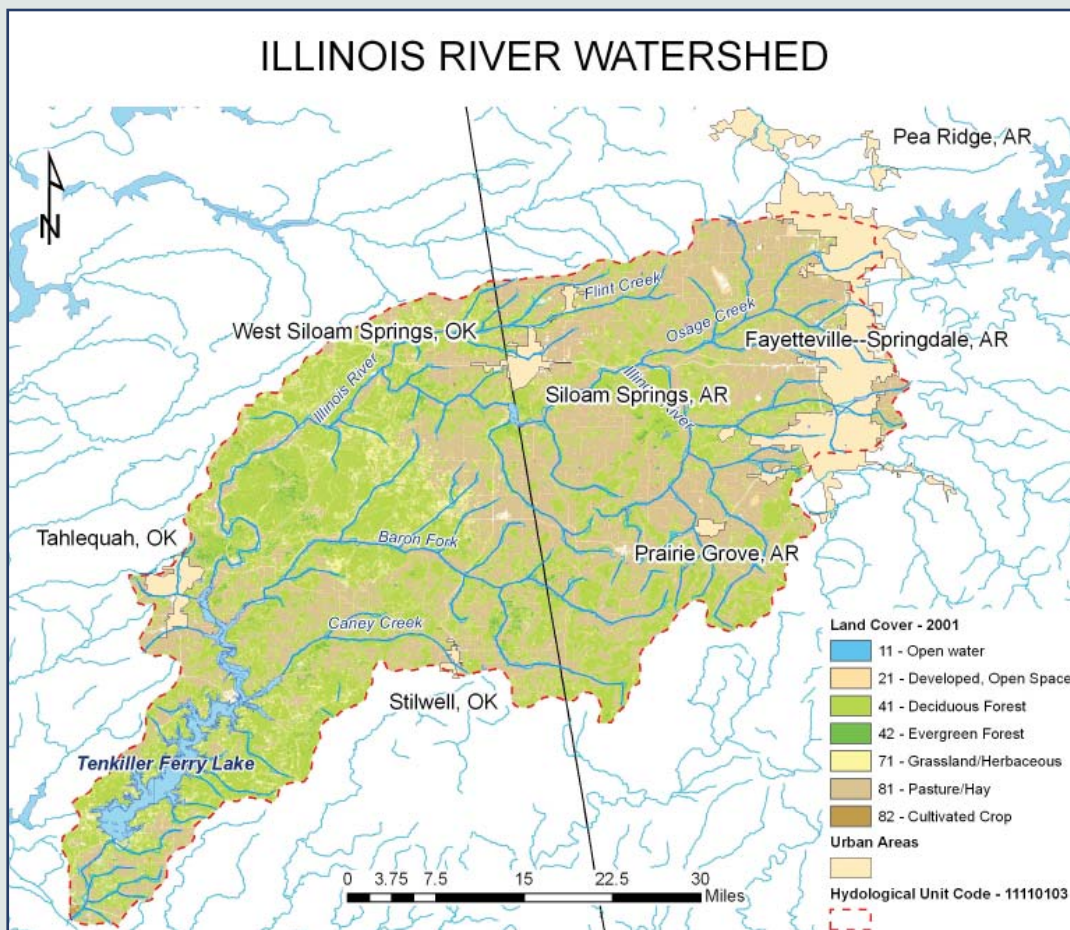 ILLINOIS RIVER WATERSHED
Pea Ridge, AR
N
Flint Creek
Osage Creek
West Siloam Springs, OK
Fayetteville--Springdale, AR
Illinois River
Illinois River
Siloam Springs, AR
Tahlequah, OK
Baron Fork
Prairie Grove, AR
Caney Creek
Stilwell, OK
Tenkiller Ferry Lake
Land Cover - 2001
11 - Open water
21 - Developed, Open Space
41 - Deciduous Forest
42 - Evergreen Forest
71 - Grassland/Herbaceous
81 - Pasture/Hay
82 - Cultivated Crop
Urban Areas
Hydological Unit Code - 11110103
0 3.75 7.5 15 22.5 30
Miles